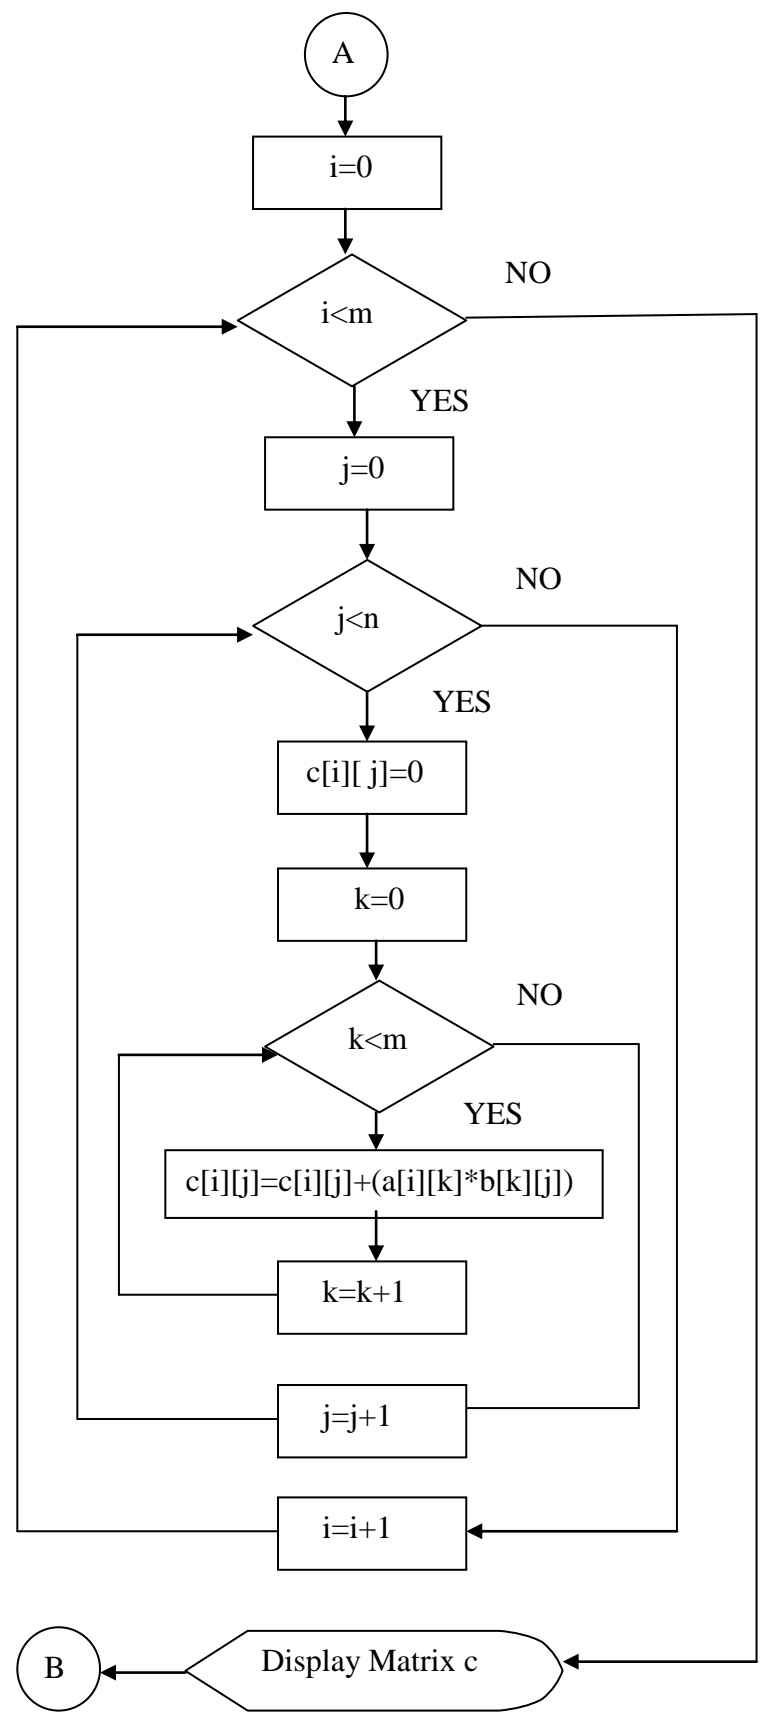 A
i=0
NO
i<m
YES
j=0
NO
j<n
YES
c[i][ j]=0
k=0
NO
k<m
YES
c[i][j]=c[i][j]+(a[i][k]*b[k][j])
k=k+1
j=j+1
i=i+1
Display Matrix c
B